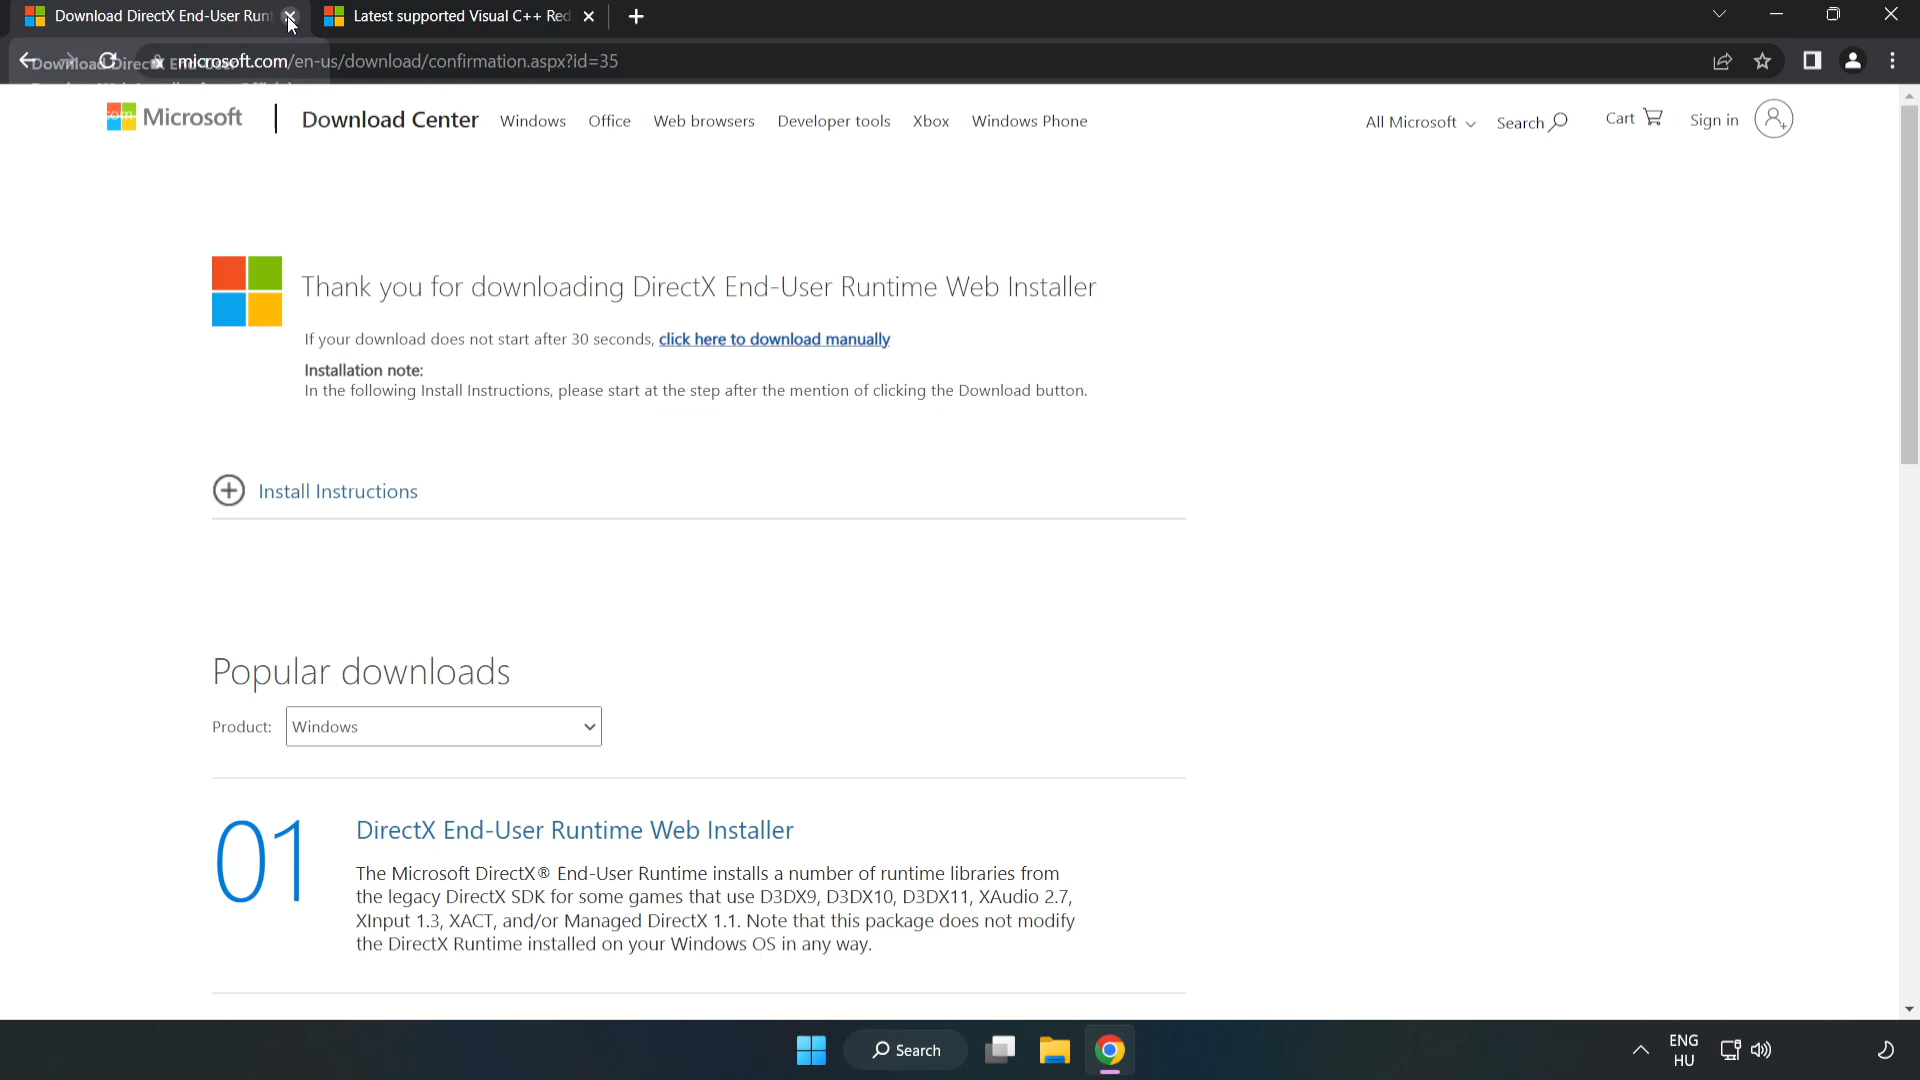 Download DirectX End-User Runt
Latest supported Visual C++ Red
microsoft.com/en-us/download/confirmation.aspx?id=35
Download DirectX End-User
Microsoft
Download Center
Windows
Office
Web browsers
Developer tools
Xbox
Windows Phone
All Microsoft
Search
Cart
Sign in
Thank you for downloading DirectX End-User Runtime Web Installer
If your download does not start after 30 seconds, click here to download manually
Installation note:
In the following Install Instructions, please start at the step after the mention of clicking the Download button.
Install Instructions
Popular downloads
Product: Windows
01
DirectX End-User Runtime Web Installer
The Microsoft DirectX® End-User Runtime installs a number of runtime libraries from
the legacy DirectX SDK for some games that use D3DX9, D3DX10, D3DX11, XAudio 2.7,
XInput 1.3, XACT, and/or Managed DirectX 1.1. Note that this package does not modify
the DirectX Runtime installed on your Windows OS in any way.
Search
ENG
HU